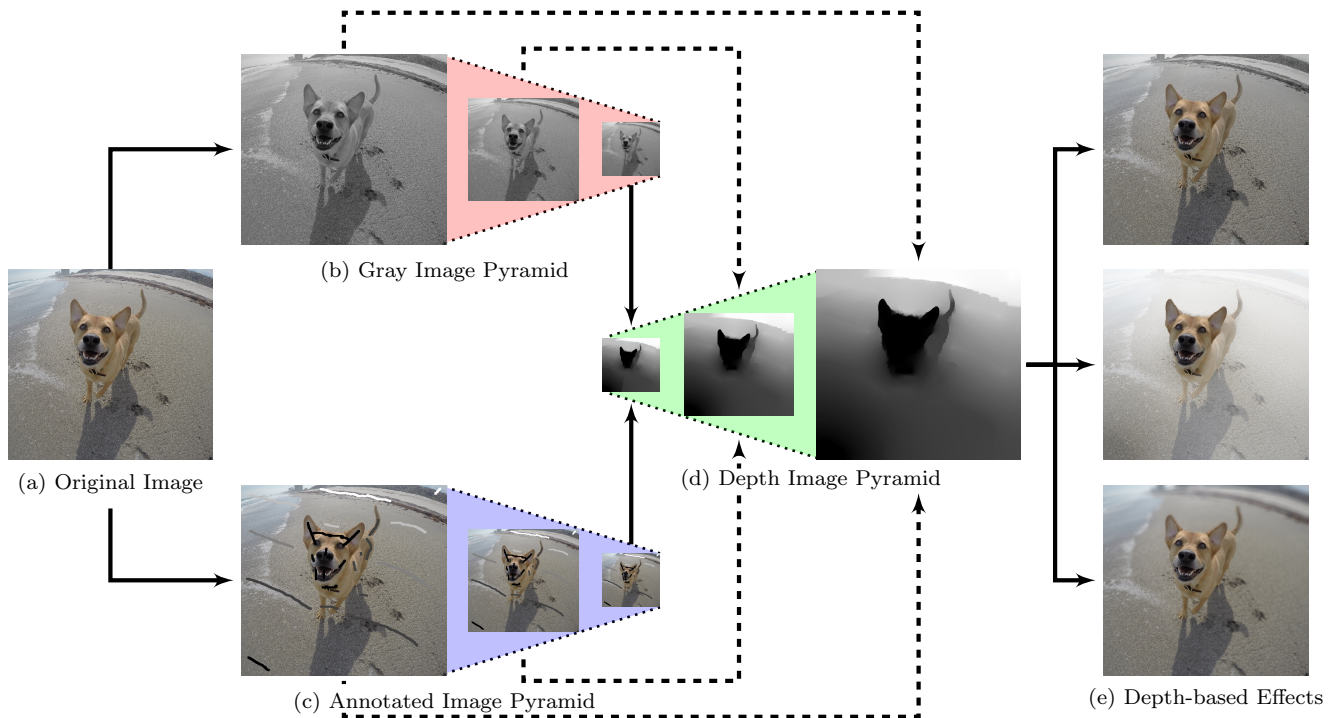 (a) Original Image
(b) Gray Image Pyramid
(c) Annotated Image Pyramid
(d) Depth Image Pyramid
(e) Depth-based Effects